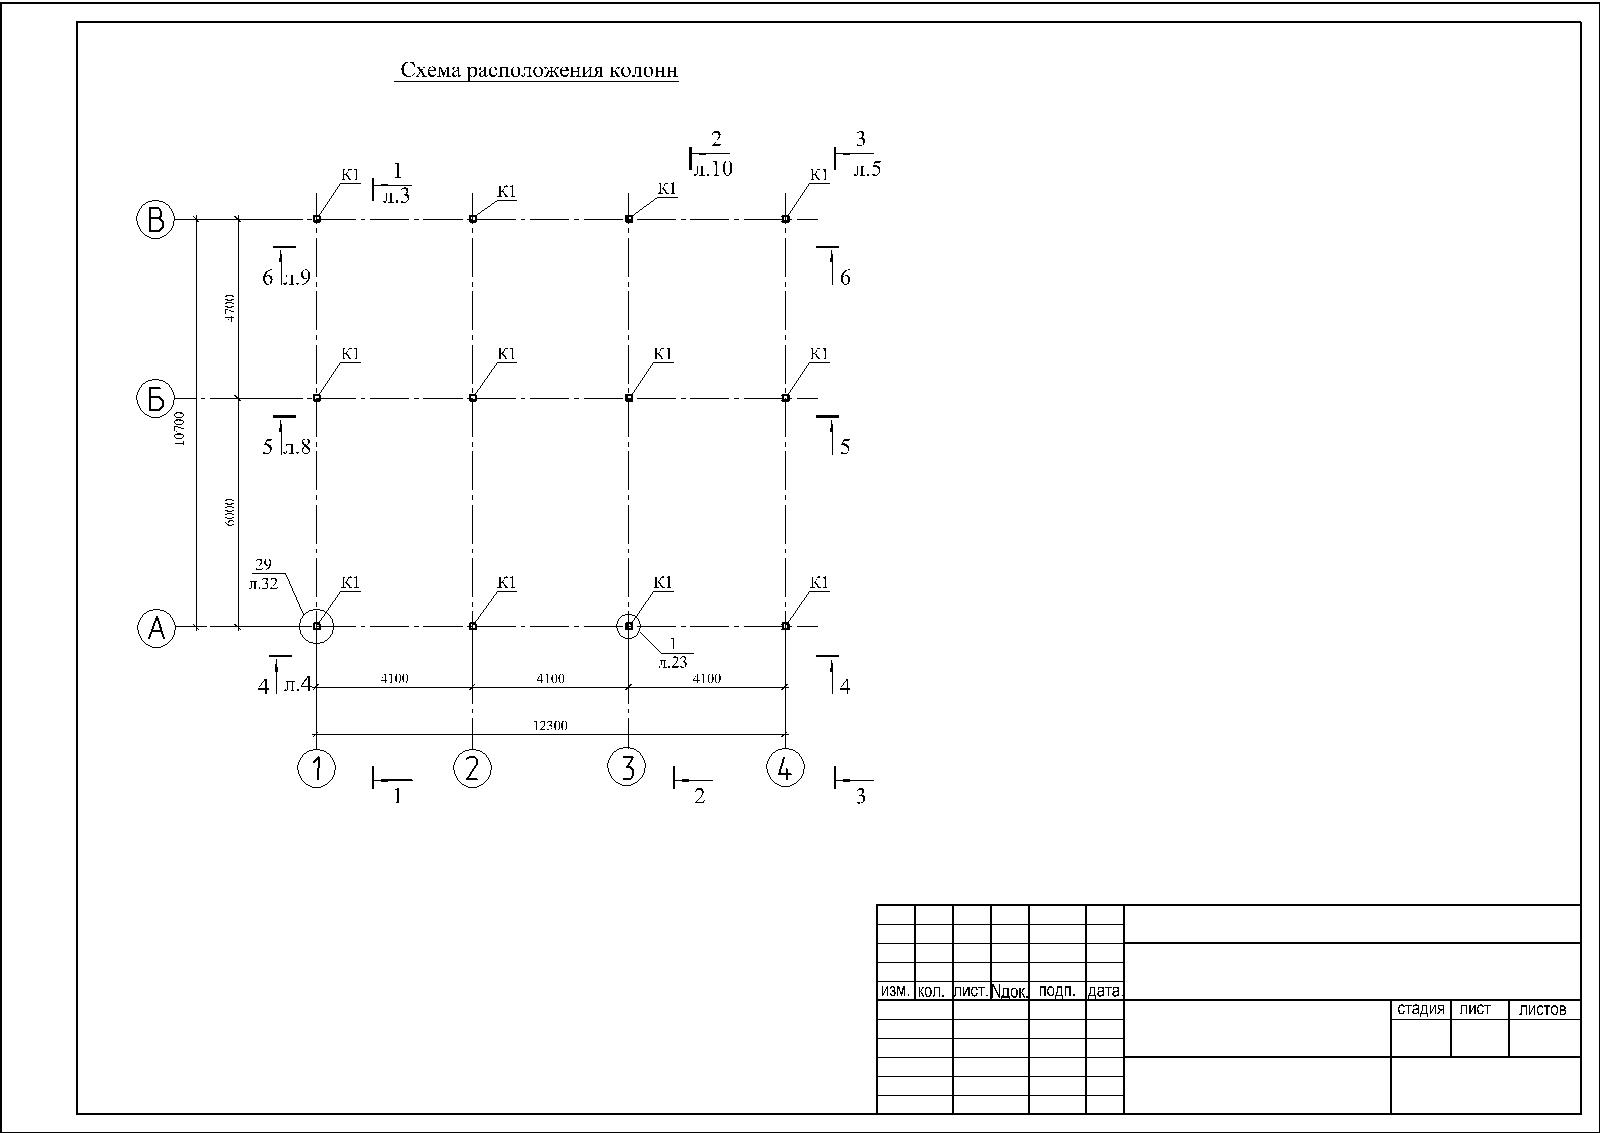 Схема расположения колонн
2
3
1
л.10
л.5
л.3
К1
К1
К1
К1
В
6 л.9
6
4700
К1
К1
К1
К1
Б
10700
5 л.8
5
6000
29
л.32
К1
К1
К1
К1
А
1
л.23
4 л.4
4100
4100
4100
4
12300
1
2
3
4
1
2
3
изм. кол. лист. Nдок. подп. дата
стадия лист листов